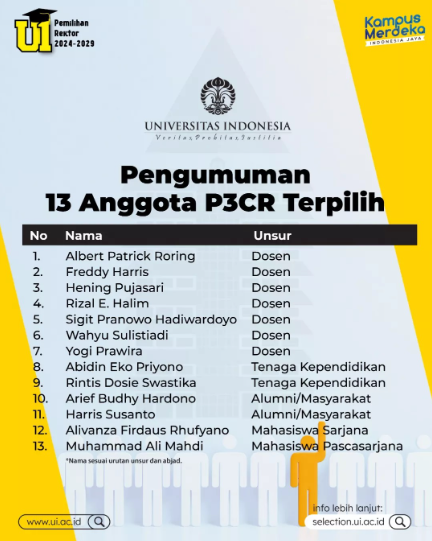 UI Pemilihan
Rektor
2024-2029
Kampus
Merdeka
INDONESIA JAYA
UNIVERSITAS INDONESIA
Veritas, Probitas, Iustitia
Pengumuman
13 Anggota P3CR Terpilih
No Nama Unsur
1. Albert Patrick Roring Dosen
2. Freddy Harris Dosen
3. Hening Pujasari Dosen
4. Rizal E. Halim Dosen
5. Sigit Pranowo Hadiwardoyo Dosen
6. Wahyu Sulistiadi Dosen
7. Yogi Prawira Dosen
8. Abidin Eko Priyono Tenaga Kependidikan
9. Rintis Dosie Swastika Tenaga Kependidikan
10. Arief Budhy Hardono Alumni/Masyarakat
11. Harris Susanto Alumni/Masyarakat
12. Alivanza Firdaus Rhufyano Mahasiswa Sarjana
13. Muhammad Ali Mahdi Mahasiswa Pascasarjana
*Nama sesuai urutan unsur dan abjad.
info lebih lanjut:
www.ui.ac.id selection.ui.ac.id